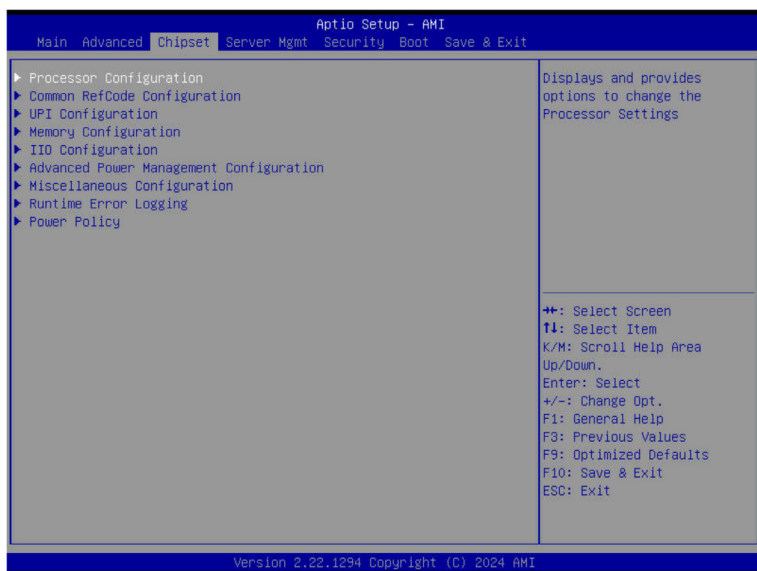 Aptio Setup - AMI
Main Advanced Chipset Server Mgmt Security Boot Save & Exit
Processor Configuration
Common RefCode Configuration
UPI Configuration
Memory Configuration
IIO Configuration
Advanced Power Management Configuration
Miscellaneous Configuration
Runtime Error Logging
Power Policy
Displays and provides
options to change the
Processor Settings
→←: Select Screen
↑↓: Select Item
K/M: Scroll Help Area
Up/Down.
Enter: Select
+/-: Change Opt.
F1: General Help
F3: Previous Values
F9: Optimized Defaults
F10: Save & Exit
ESC: Exit
Version 2.22.1294 Copyright (C) 2024 AMI